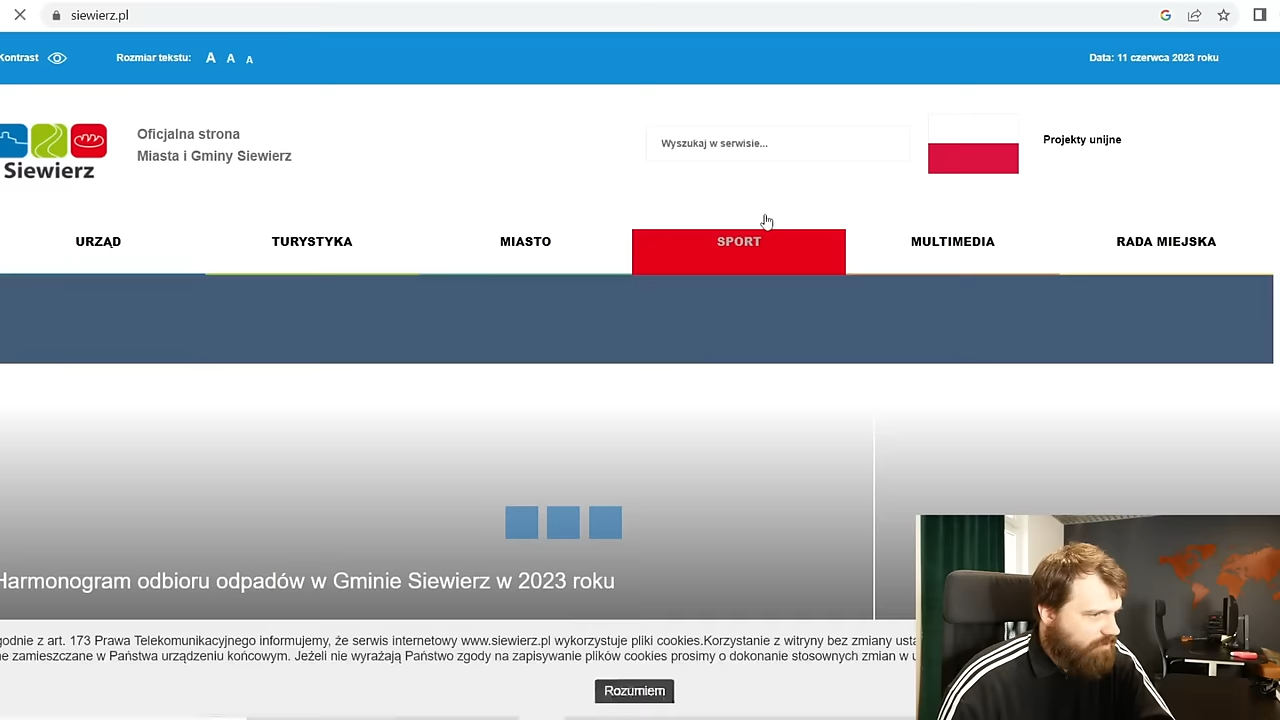 siewierz.pl
Kontrast
Rozmiar tekstu: A A A
Data: 11 czerwca 2023 roku
Siewierz
Oficjalna strona
Miasta i Gminy Siewierz
Wyszukaj w serwisie...
Projekty unijne
URZĄD TURYSTYKA MIASTO SPORT MULTIMEDIA RADA MIEJSKA
Harmonogram odbioru odpadów w Gminie Siewierz w 2023 roku
godnie z art. 173 Prawa Telekomunikacyjnego informujemy, że serwis internetowy www.siewierz.pl wykorzystuje pliki cookies.Korzystanie z witryny bez zmiany usta
ne zamieszczane w Państwa urządzeniu końcowym. Jeżeli nie wyrażają Państwo zgody na zapisywanie plików cookies prosimy o dokonanie stosownych zmian w u
Rozumiem